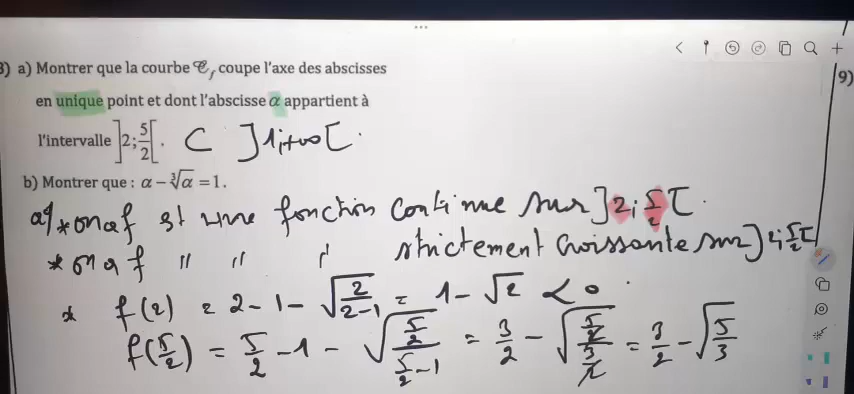 3) a) Montrer que la courbe 𝒞f coupe l'axe des abscisses
en unique point et dont l'abscisse α appartient à
l'intervalle ]2;5/2[. ⊂ ]1;+∞[.
b) Montrer que : α - ∛α = 1.
a) * on a f est une fonction continue sur ]2;5/2[.
* on a f " " " strictement croissante sur ]2;5/2[
* f(2) = 2-1-√(2/(2-1)) = 1-√2 < 0.
f(5/2) = 5/2 - 1 - √((5/2)/(5/2 - 1)) = 3/2 - √((5/2)/(3/2)) = 3/2 - √(5/3)
9)